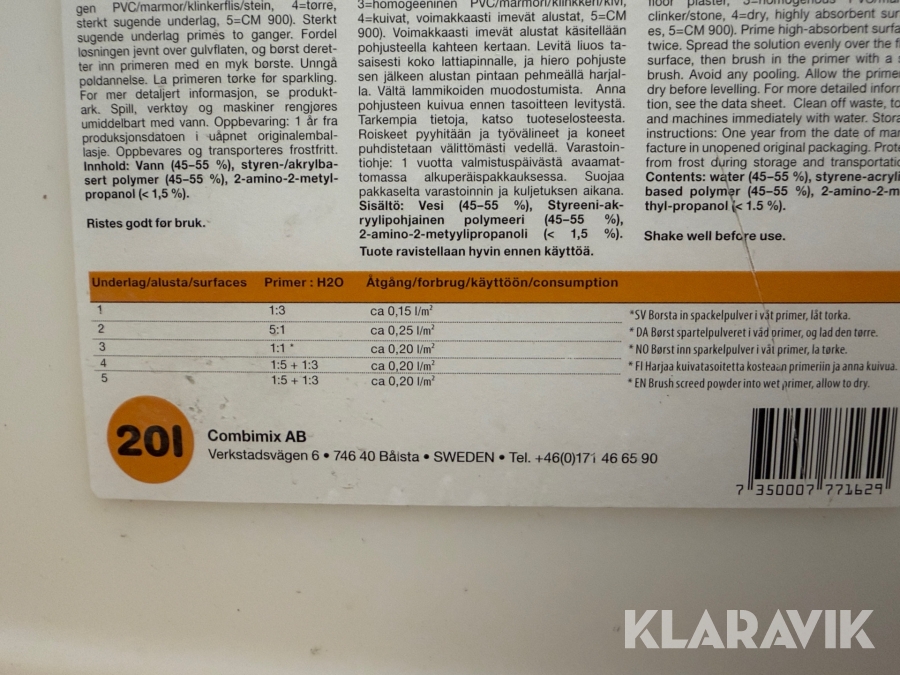 gen PVC/marmor/klinkerflis/stein, 4=tørre,
sterkt sugende underlag, 5=CM 900). Sterkt
sugende underlag primes to ganger. Fordel
løsningen jevnt over gulvflaten, og børst deret-
ter inn primeren med en myk børste. Unngå
pøldannelse. La primeren tørke før sparkling.
For mer detaljert informasjon, se produkt-
ark. Spill, verktøy og maskiner rengjøres
umiddelbart med vann. Oppbevaring: 1 år fra
produksjonsdatoen i uåpnet originalembal-
lasje. Oppbevares og transporteres frostfritt.
Innhold: Vann (45–55 %), styren-/akrylba-
sert polymer (45–55 %), 2-amino-2-metyl-
propanol (< 1,5 %).
Ristes godt før bruk.
3=homogeeninen PVC/marmori/klinkkeri/kivi,
4=kuivat, voimakkaasti imevät alustat, 5=CM
900). Voimakkaasti imevät alustat käsitellään
pohjusteella kahteen kertaan. Levitä liuos ta-
saisesti koko lattiapinnalle, ja hiero pohjuste
sen jälkeen alustan pintaan pehmeällä harjal-
la. Vältä lammikoiden muodostumista. Anna
pohjusteen kuivua ennen tasoitteen levitystä.
Tarkempia tietoja, katso tuoteselosteesta.
Roiskeet pyyhitään ja työvälineet ja koneet
puhdistetaan välittömästi vedellä. Varastoin-
tiohje: 1 vuotta valmistuspäivästä avaamat-
tomassa alkuperäispakkauksessa. Suojaa
pakkaselta varastoinnin ja kuljetuksen aikana.
Sisältö: Vesi (45–55 %), Styreeni-ak-
ryylipohjainen polymeeri (45–55 %),
2-amino-2-metyylipropanoli (< 1,5 %).
Tuote ravistellaan hyvin ennen käyttöä.
clinker/stone, 4=dry, highly absorbent sur
es, 5=CM 900). Prime high-absorbent surfa
twice. Spread the solution evenly over the f
surface, then brush in the primer with a s
brush. Avoid any pooling. Allow the prime
dry before levelling. For more detailed inform
tion, see the data sheet. Clean off waste, to
and machines immediately with water. Stora
instructions: One year from the date of man
facture in unopened original packaging. Prote
from frost during storage and transportatio
Contents: water (45–55 %), styrene-acryli
based polymer (45–55 %), 2-amino-2-m
thyl-propanol (< 1.5 %).
Shake well before use.
Underlag/alusta/surfaces Primer : H2O Åtgång/forbrug/käyttöön/consumption
1 1:3 ca 0,15 l/m²
2 5:1 ca 0,25 l/m²
3 1:1 * ca 0,20 l/m²
4 1:5 + 1:3 ca 0,20 l/m²
5 1:5 + 1:3 ca 0,20 l/m²
*SV Borsta in spackelpulver i våt primer, låt torka.
*DA Børst spartelpulveret i våd primer, og lad den tørre.
*NO Børst inn sparkelpulver i våt primer, la tørke.
*FI Harjaa kuivatasoitetta kosteaan primeriin ja anna kuivua.
*EN Brush screed powder into wet primer, allow to dry.
20l
Combimix AB
Verkstadsvägen 6 • 746 40 Bålsta • SWEDEN • Tel. +46(0)171 46 65 90
7 350007 771629
KLARAVIK